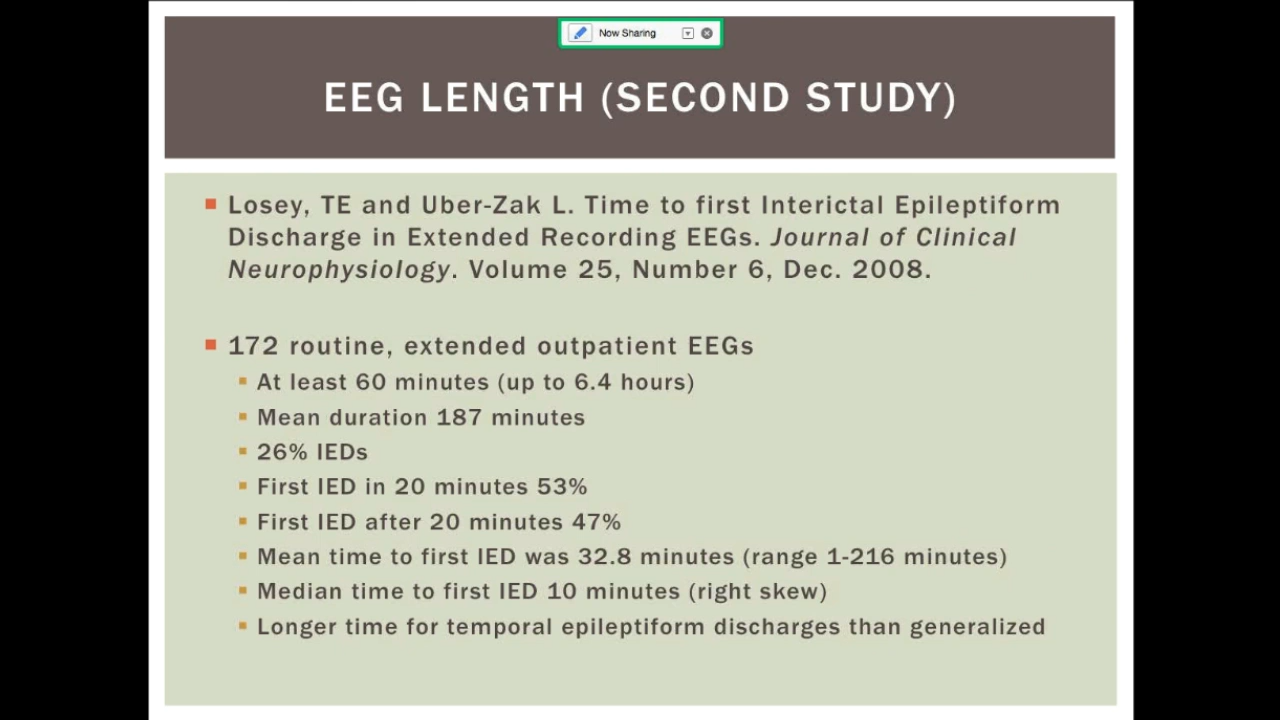 Now Sharing
EEG LENGTH (SECOND STUDY)
Losey, TE and Uber-Zak L. Time to first Interictal Epileptiform
Discharge in Extended Recording EEGs. Journal of Clinical
Neurophysiology. Volume 25, Number 6, Dec. 2008.
172 routine, extended outpatient EEGs
At least 60 minutes (up to 6.4 hours)
Mean duration 187 minutes
26% IEDs
First IED in 20 minutes 53%
First IED after 20 minutes 47%
Mean time to first IED was 32.8 minutes (range 1-216 minutes)
Median time to first IED 10 minutes (right skew)
Longer time for temporal epileptiform discharges than generalized